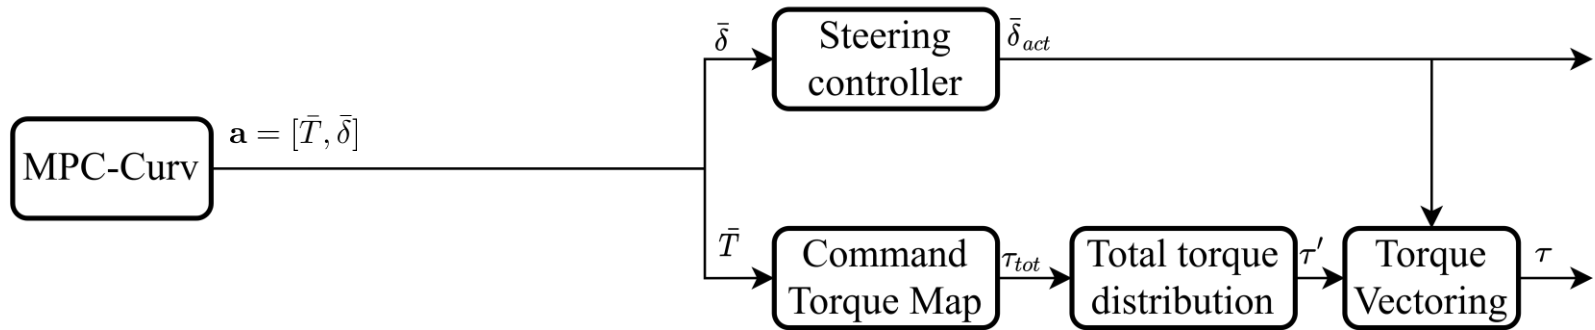 MPC-Curv
𝐚 = [T̄, δ̄]
δ̄
Steering
controller
δ̄_act
T̄
Command
Torque Map
τ_tot
Total torque
distribution
τ′
Torque
Vectoring
τ